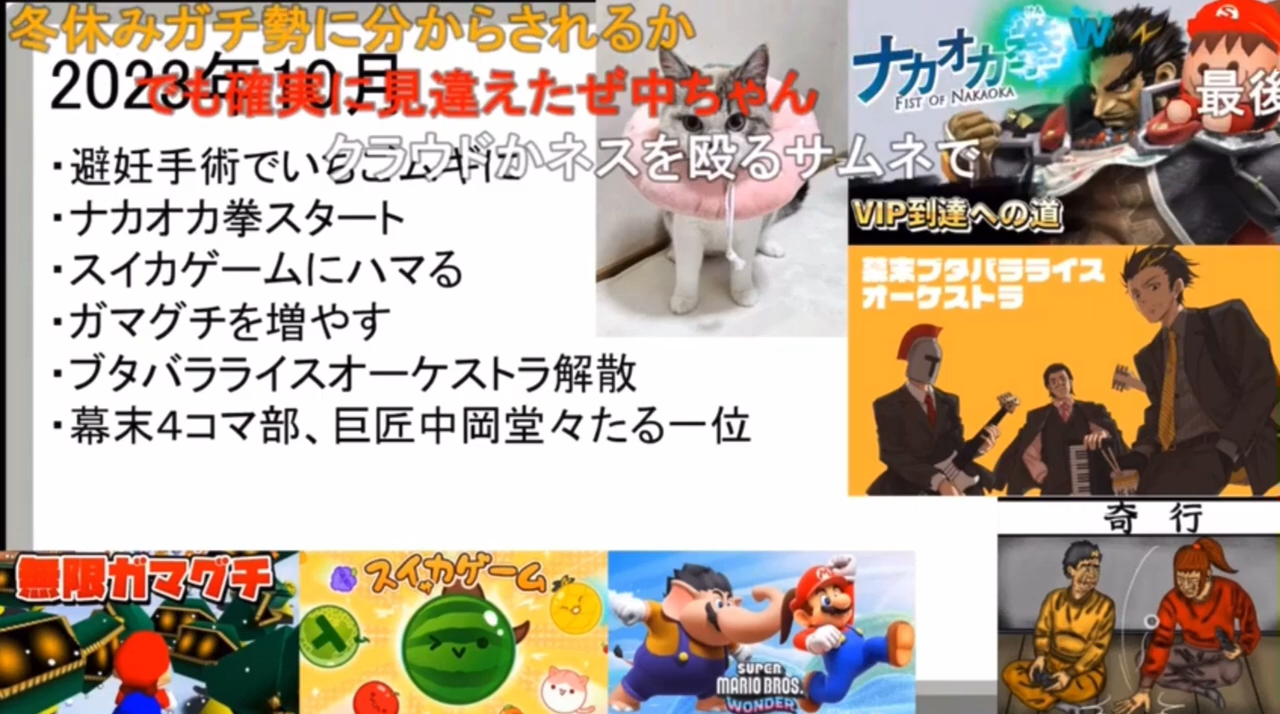 冬休みガチ勢に分からされるか
2023年10月
でも確実に見違えたぜ中ちゃん
クラウドかネスを殴るサムネで
・避妊手術でいちごムギに
・ナカオカ拳スタート
・スイカゲームにハマる
・ガマグチを増やす
・ブタバラライスオーケストラ解散
・幕末4コマ部、巨匠中岡堂々たる一位
ナカオカ拳
w
FIST OF NAKAOKA
最後
VIP到達への道
幕末ブタバラライス
オーケストラ
奇行
無限ガマグチ
スイカゲーム
SUPER
MARIO BROS.
WONDER